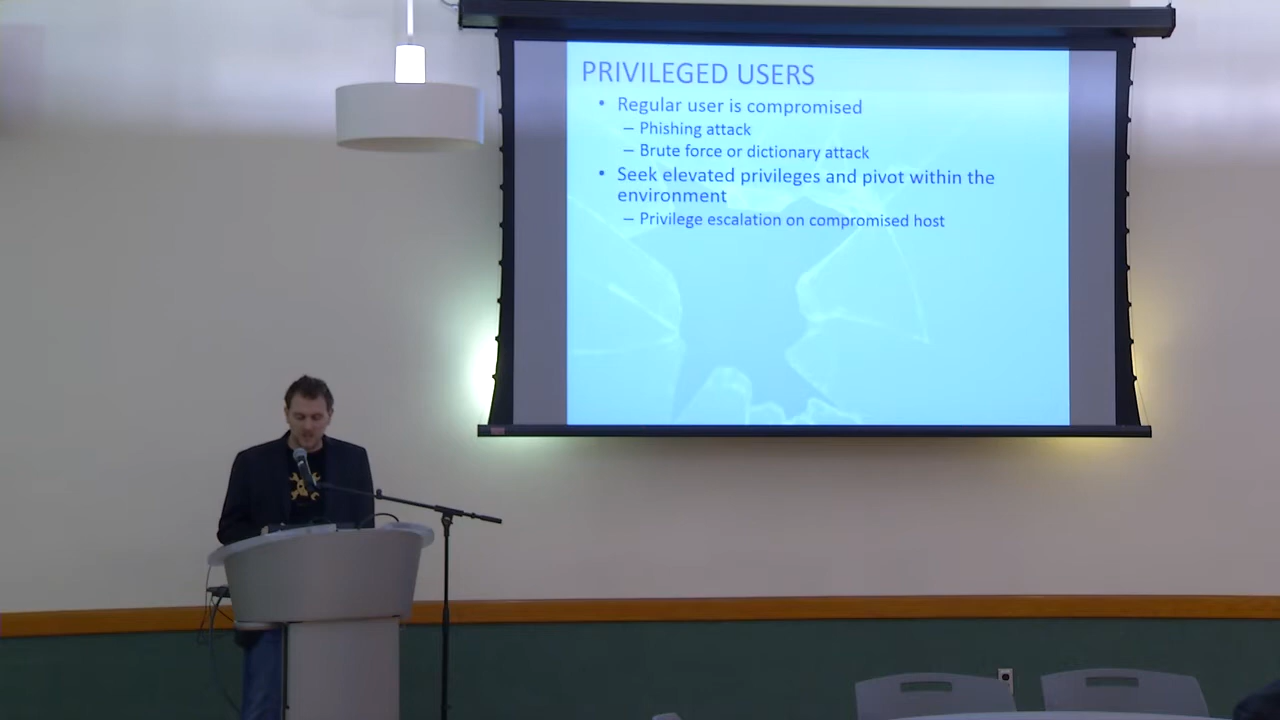 PRIVILEGED USERS
• Regular user is compromised
– Phishing attack
– Brute force or dictionary attack
• Seek elevated privileges and pivot within the
environment
– Privilege escalation on compromised host